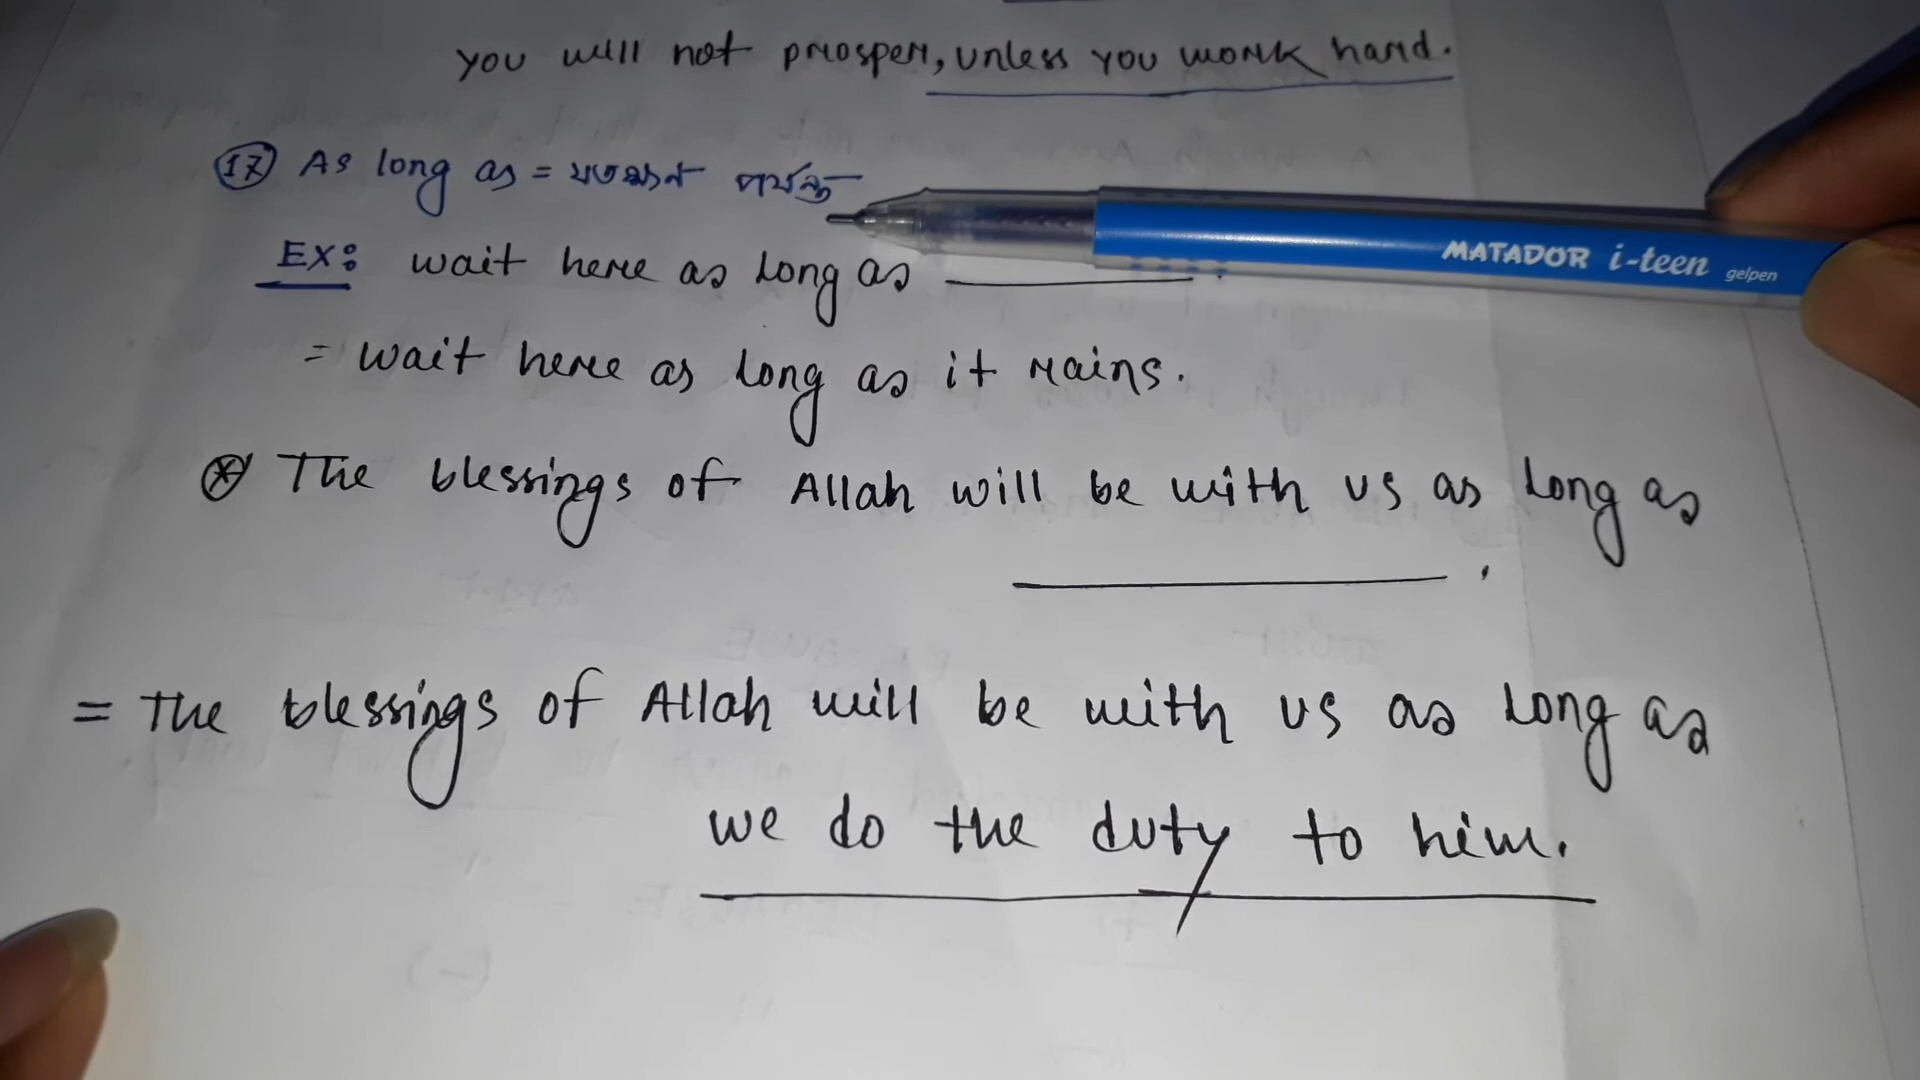 you will not prosper, unless you work hard.
17 As long as = যতক্ষন পর্যন্ত
EX: wait here as long as
= wait here as long as it rains.
The blessings of Allah will be with us as long as
.
= The blessings of Allah will be with us as long as
we do the duty to him.
MATADOR i-teen gelpen